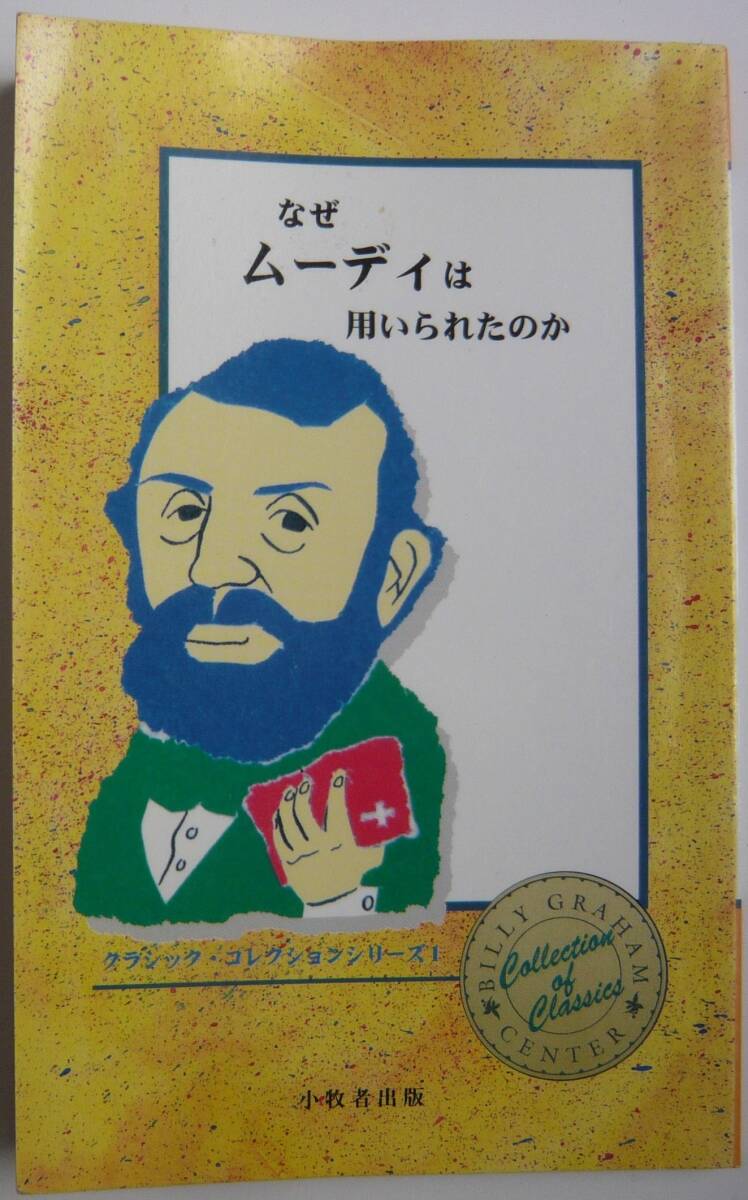 なぜ
ムーディは
用いられたのか
クラシック・コレクションシリーズ1
BILLY GRAHAM
Collection
of
Classics
CENTER
小牧者出版